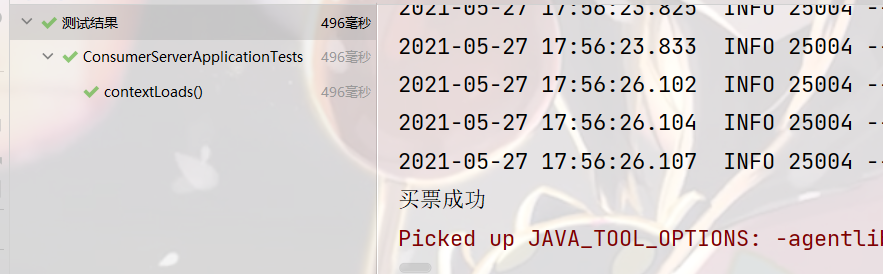 测试结果 496毫秒
ConsumerServerApplicationTests 496毫秒
contextLoads() 496毫秒
2021-05-27 17:56:23.825 INFO 25004 --
2021-05-27 17:56:23.833 INFO 25004 --
2021-05-27 17:56:26.102 INFO 25004 --
2021-05-27 17:56:26.104 INFO 25004 --
2021-05-27 17:56:26.107 INFO 25004 --
买票成功
Picked up JAVA_TOOL_OPTIONS: -agentlib